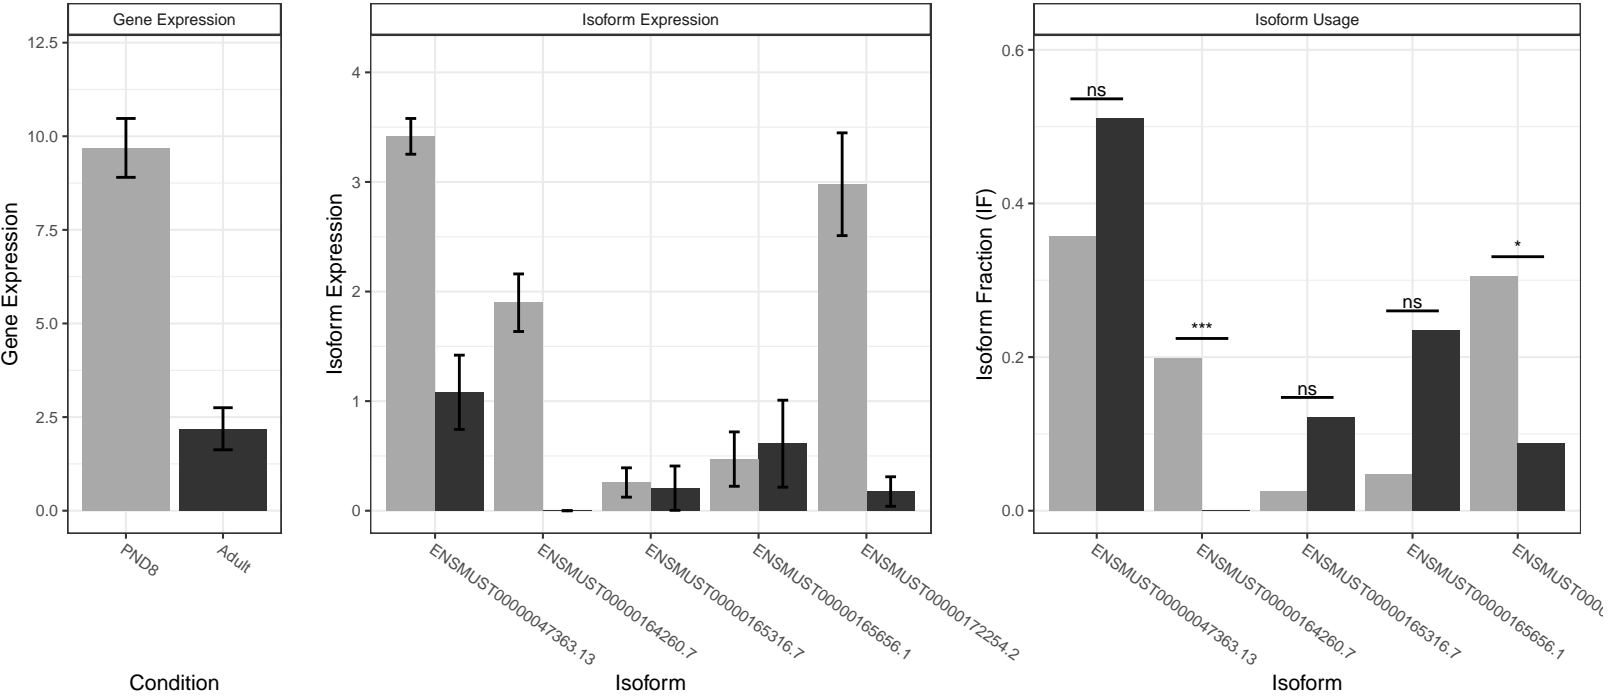 Gene Expression
Gene Expression
12.5
10.0
7.5
5.0
2.5
0.0
PND8
Adult
Condition
Isoform Expression
Isoform Expression
4
3
2
1
0
ENSMUST00000047363.13
ENSMUST00000164260.7
ENSMUST00000165316.7
ENSMUST00000165656.1
ENSMUST00000172254.2
Isoform
Isoform Usage
Isoform Fraction (IF)
0.6
0.4
0.2
0.0
ns
***
ns
ns
*
ENSMUST00000047363.13
ENSMUST00000164260.7
ENSMUST00000165316.7
ENSMUST00000165656.1
Isoform